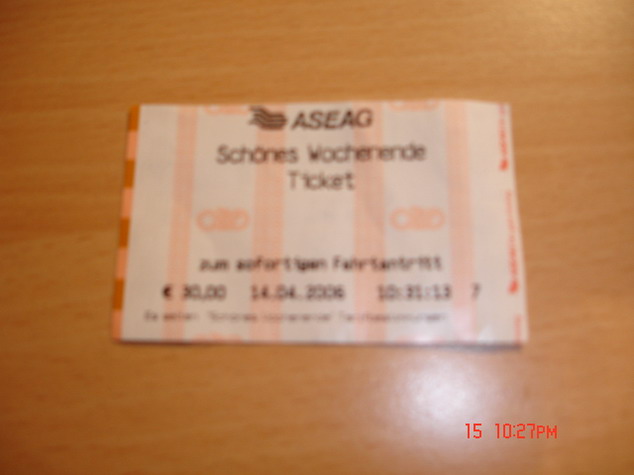 ASEAG
Schönes Wochenende
Ticket
zum sofortigen Fahrtantritt
€ 30,00 14.04.2006 10:31:13 7
15 10:27PM